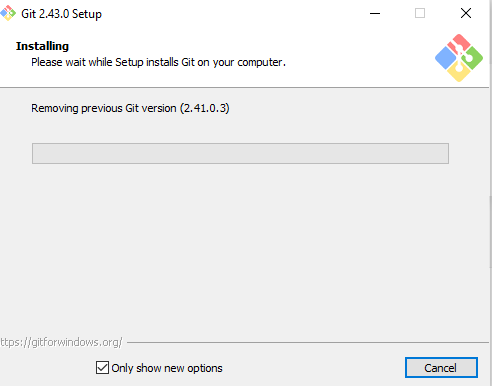 Git 2.43.0 Setup
Installing
Please wait while Setup installs Git on your computer.
Removing previous Git version (2.41.0.3)
ttps://gitforwindows.org/
Only show new options
Cancel